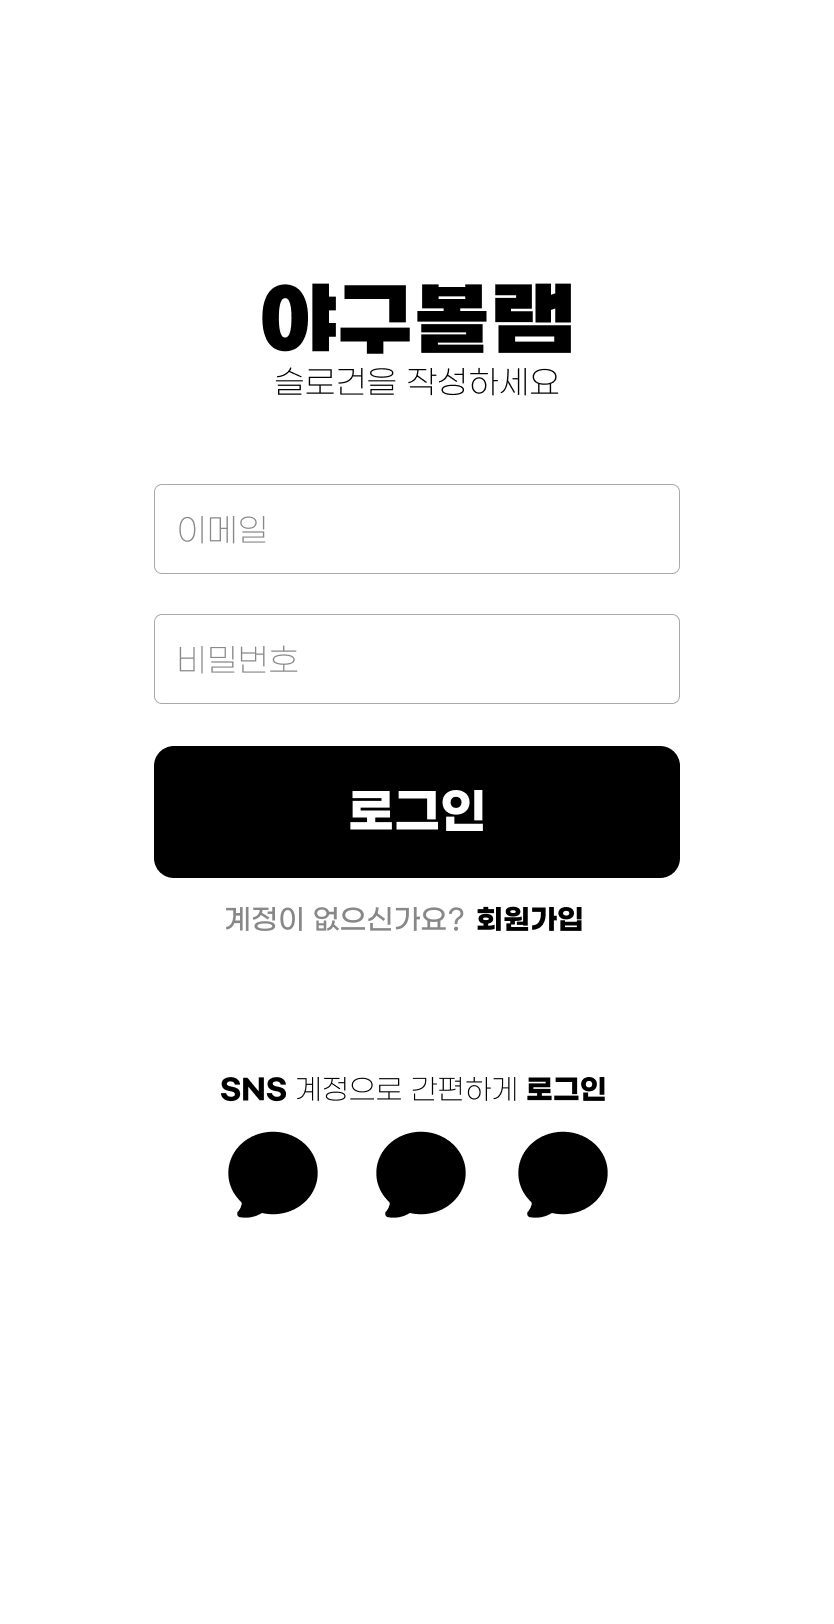 야구볼램
슬로건을 작성하세요
이메일
비밀번호
로그인
계정이 없으신가요? 회원가입
SNS 계정으로 간편하게 로그인